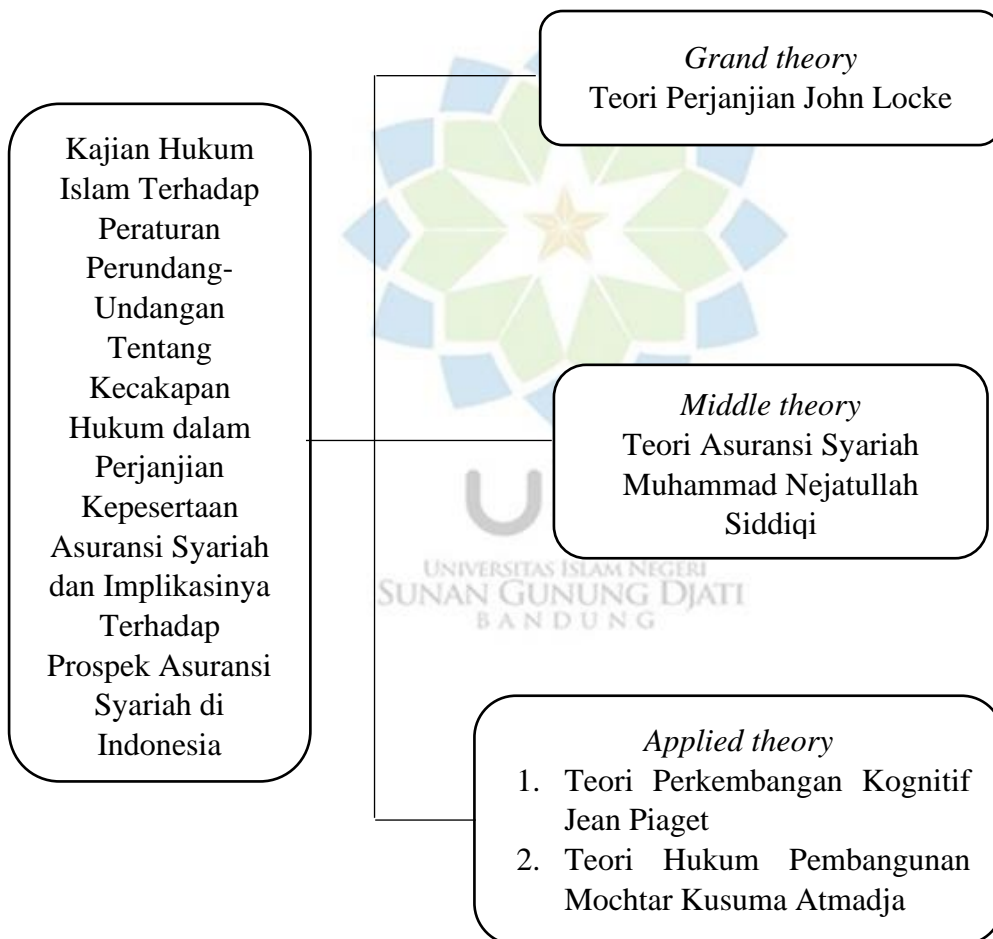 Kajian Hukum
Islam Terhadap
Peraturan
Perundang-
Undangan
Tentang
Kecakapan
Hukum dalam
Perjanjian
Kepesertaan
Asuransi Syariah
dan Implikasinya
Terhadap
Prospek Asuransi
Syariah di
Indonesia
Grand theory
Teori Perjanjian John Locke
Middle theory
Teori Asuransi Syariah
Muhammad Nejatullah
Siddiqi
UNIVERSITAS ISLAM NEGERI
SUNAN GUNUNG DJATI
BANDUNG
Applied theory
1. Teori Perkembangan Kognitif
Jean Piaget
2. Teori Hukum Pembangunan
Mochtar Kusuma Atmadja